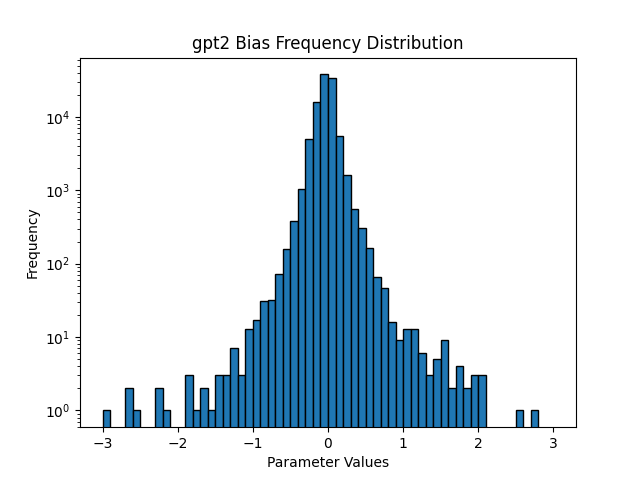 gpt2 Bias Frequency Distribution
Frequency
10^4
10^3
10^2
10^1
10^0
−3 −2 −1 0 1 2 3
Parameter Values